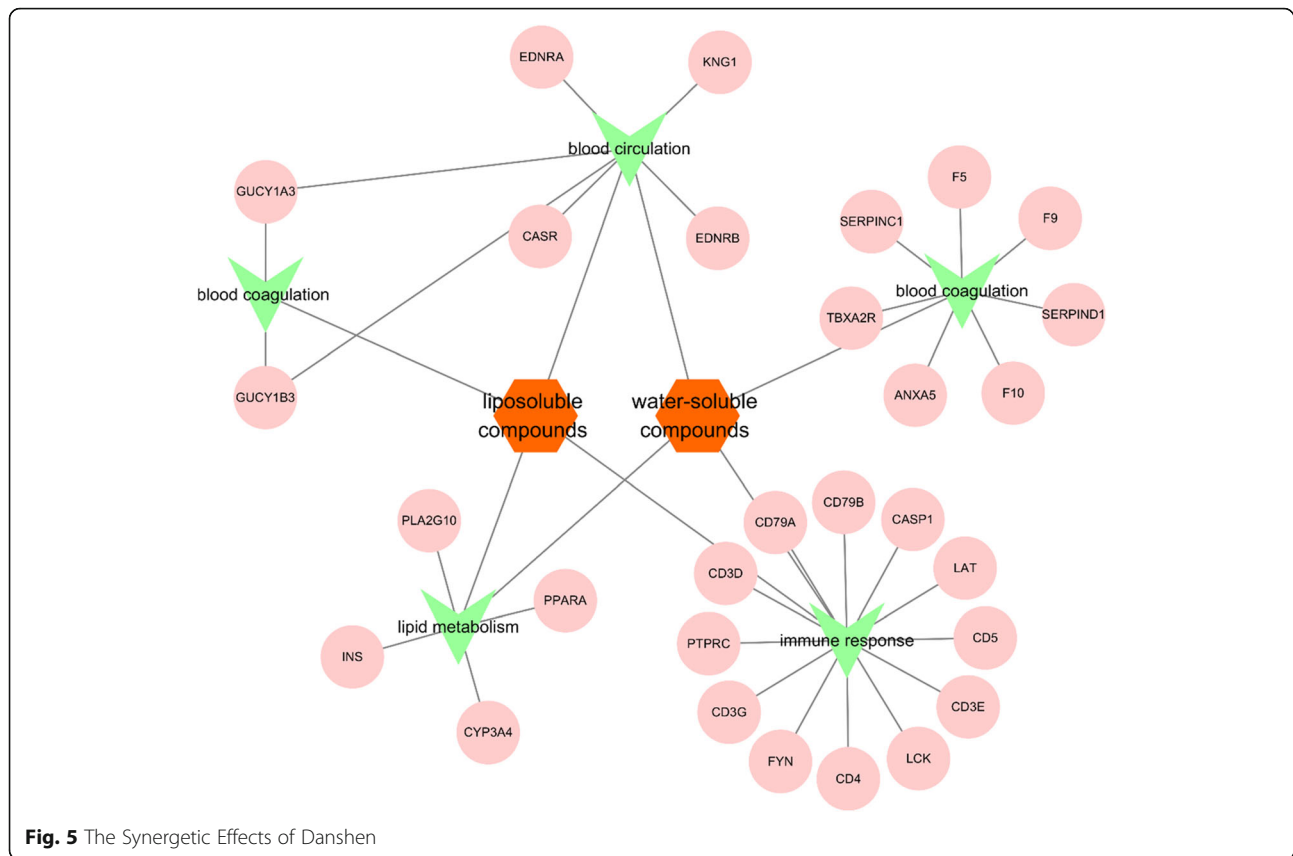 EDNRA
KNG1
blood circulation
GUCY1A3
CASR
EDNRB
blood coagulation
GUCY1B3
F5
SERPINC1
F9
blood coagulation
TBXA2R
SERPIND1
ANXA5
F10
liposoluble
compounds
water-soluble
compounds
PLA2G10
PPARA
lipid metabolism
INS
CYP3A4
CD79A
CD79B
CASP1
CD3D
LAT
PTPRC
immune response
CD5
CD3G
CD3E
FYN
CD4
LCK
Fig. 5 The Synergetic Effects of Danshen